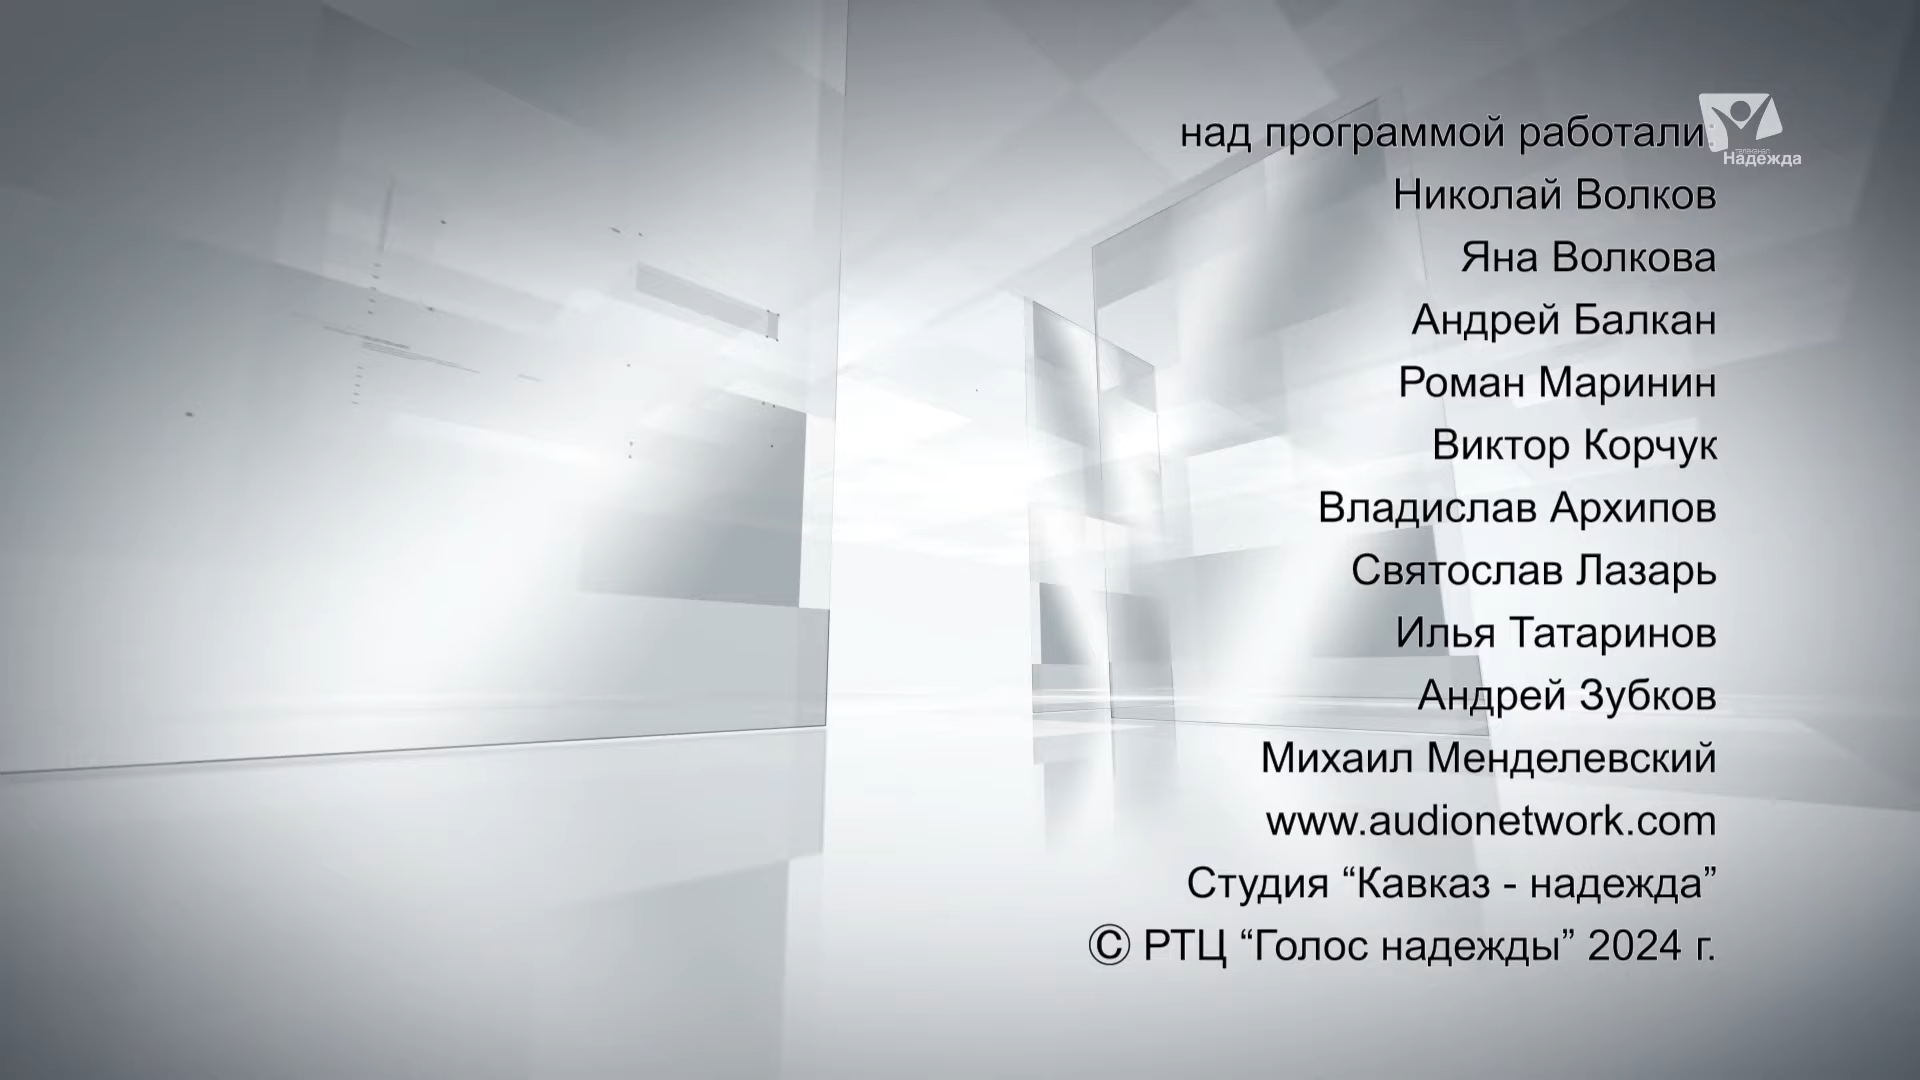 над программой работали:
телеканал
Надежда
Николай Волков
Яна Волкова
Андрей Балкан
Роман Маринин
Виктор Корчук
Владислав Архипов
Святослав Лазарь
Илья Татаринов
Андрей Зубков
Михаил Менделевский
www.audionetwork.com
Студия “Кавказ - надежда”
© РТЦ “Голос надежды” 2024 г.